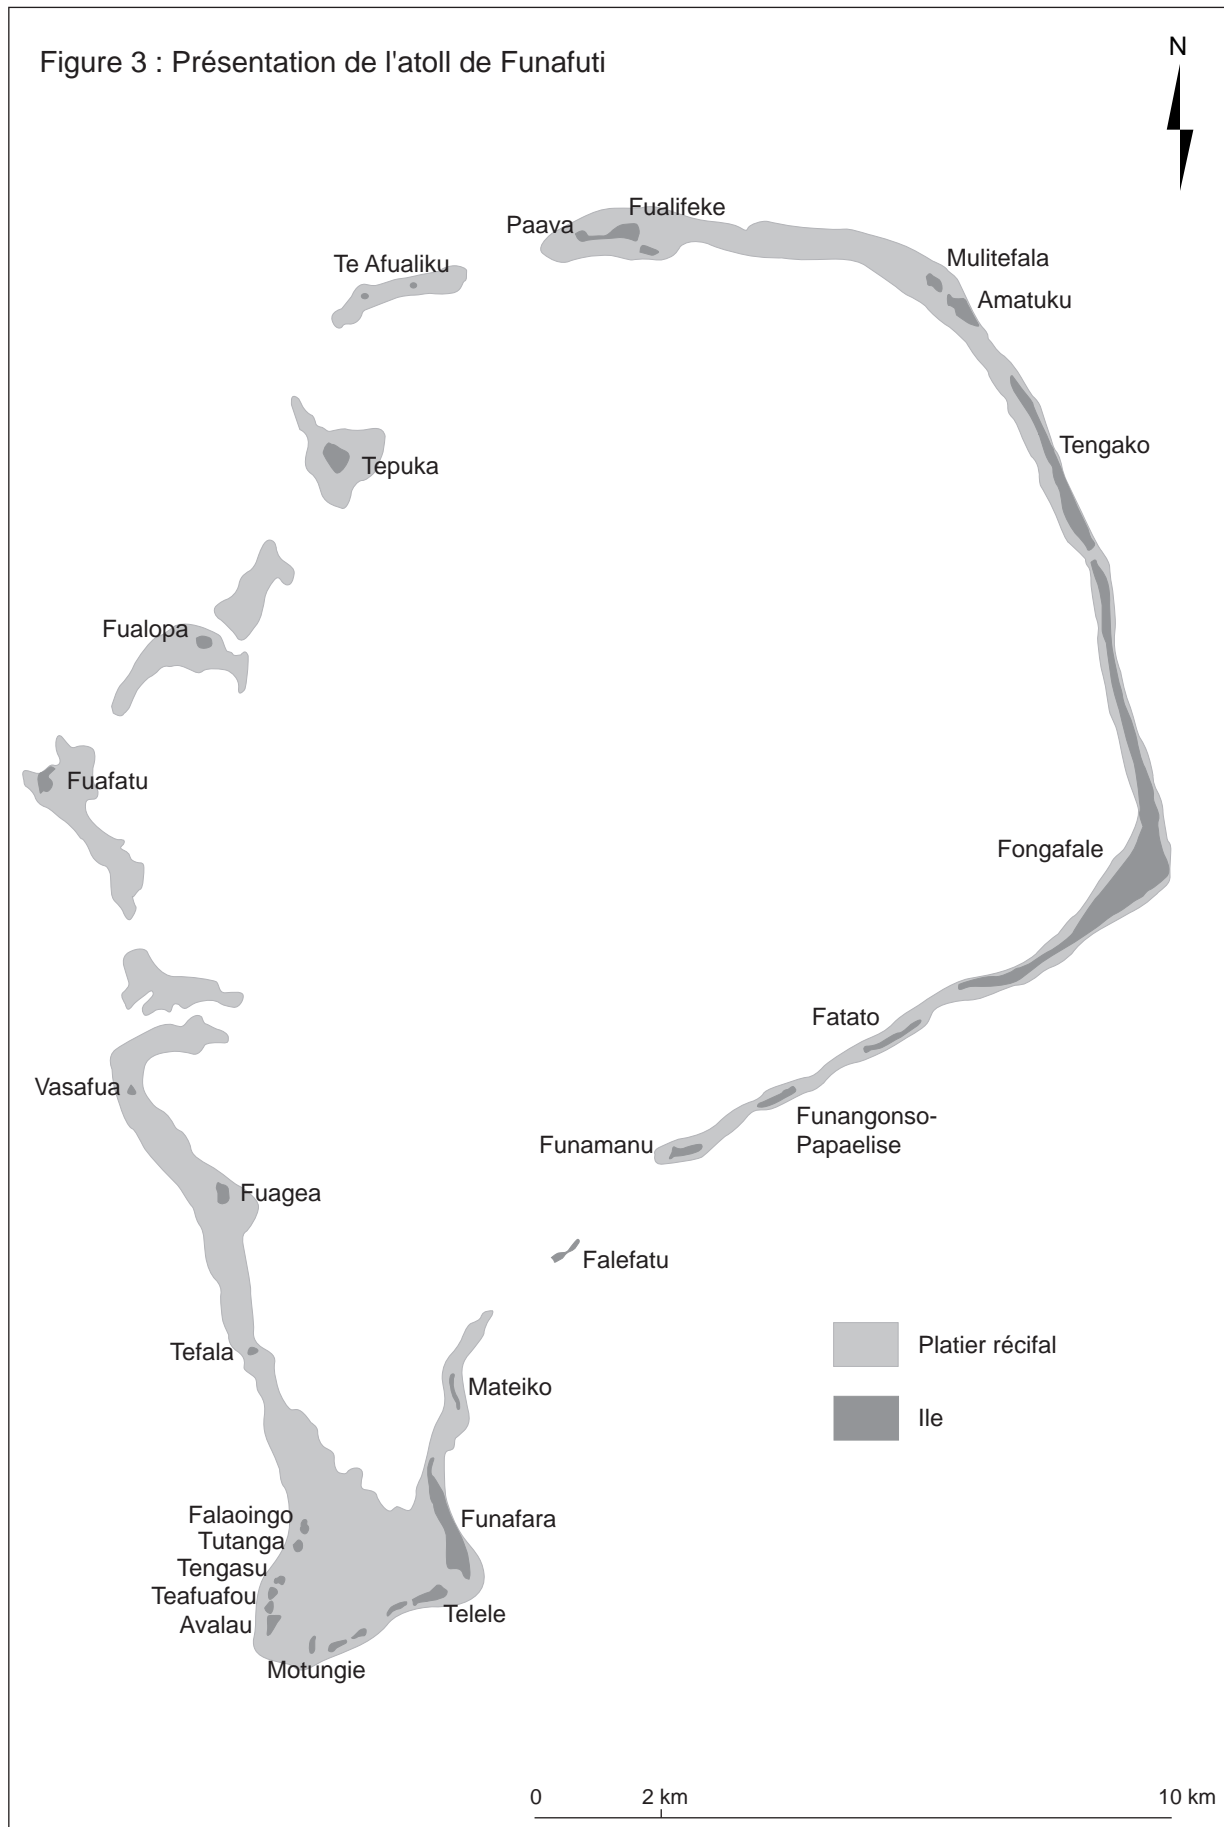 Figure 3 : Présentation de l'atoll de Funafuti
N
Paava
Fualifeke
Te Afualiku
Mulitefala
Amatuku
Tengako
Tepuka
Fualopa
Fuafatu
Fongafale
Fatato
Vasafua
Funangonso-
Papaelise
Funamanu
Fuagea
Falefatu
Platier récifal
Tefala
Mateiko
Ile
Falaoingo
Funafara
Tutanga
Tengasu
Teafuafou
Telele
Avalau
Motungie
0
2 km
10 km